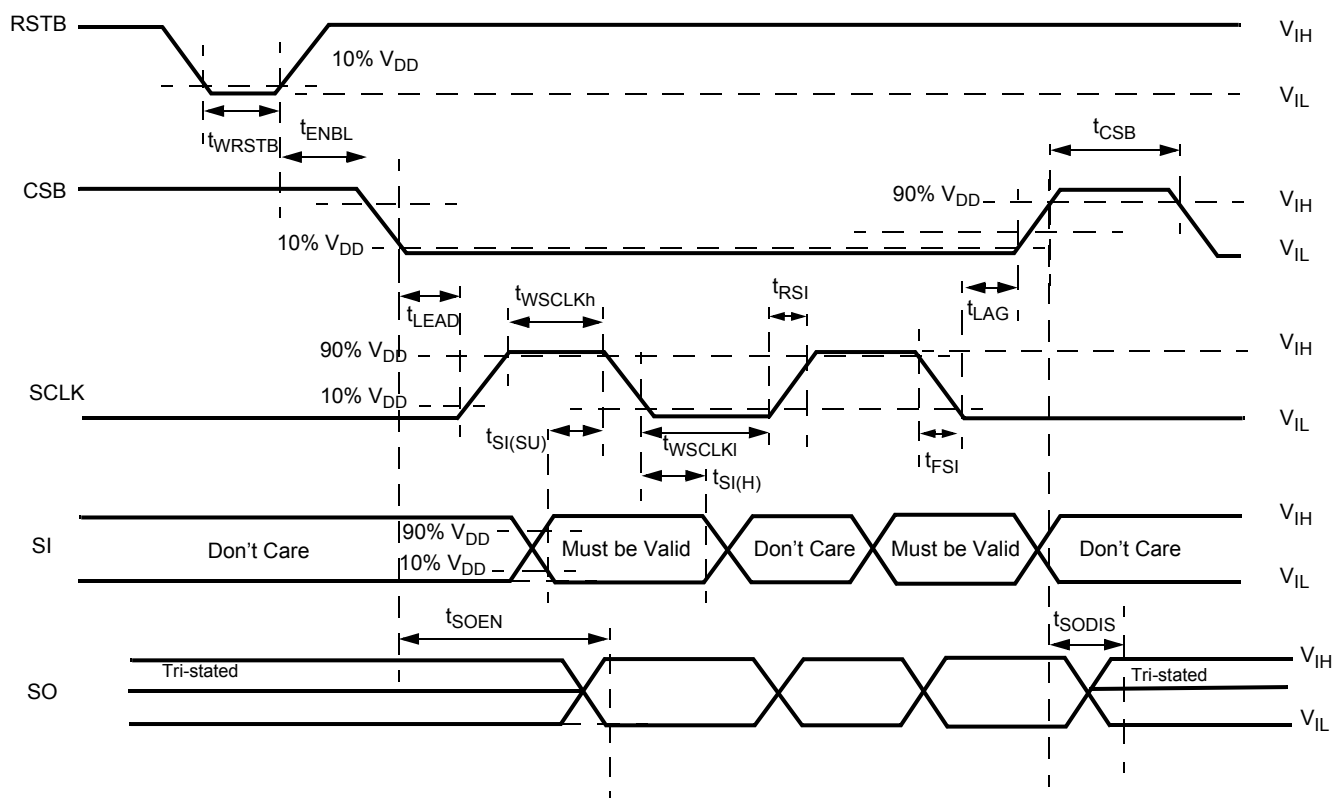 RSTB
V_IH
10% V_DD
V_IL
t_WRSTB
t_ENBL
t_CSB
CSB
90% V_DD
V_IH
10% V_DD
V_IL
t_LEAD
t_WSCLKh
t_RSI
t_LAG
90% V_DD
V_IH
SCLK
10% V_DD
V_IL
t_SI(SU)
t_WSCLKl
t_FSI
t_SI(H)
SI
90% V_DD
V_IH
Don't Care
Must be Valid
Don't Care
Must be Valid
Don't Care
10% V_DD
V_IL
t_SOEN
t_SODIS
Tri-stated
Tri-stated
V_IH
SO
V_IL